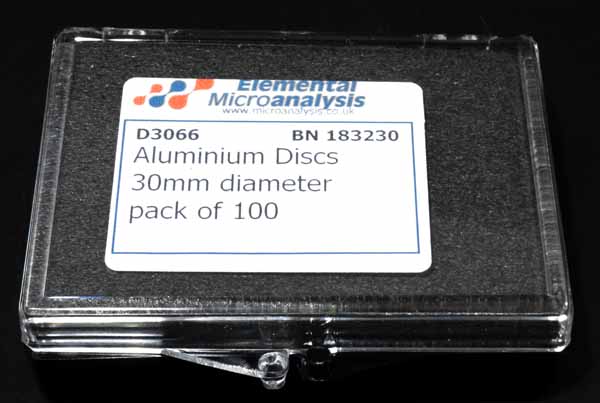 Elemental
Microanalysis
www.microanalysis.co.uk
D3066 BN 183230
Aluminium Discs
30mm diameter
pack of 100